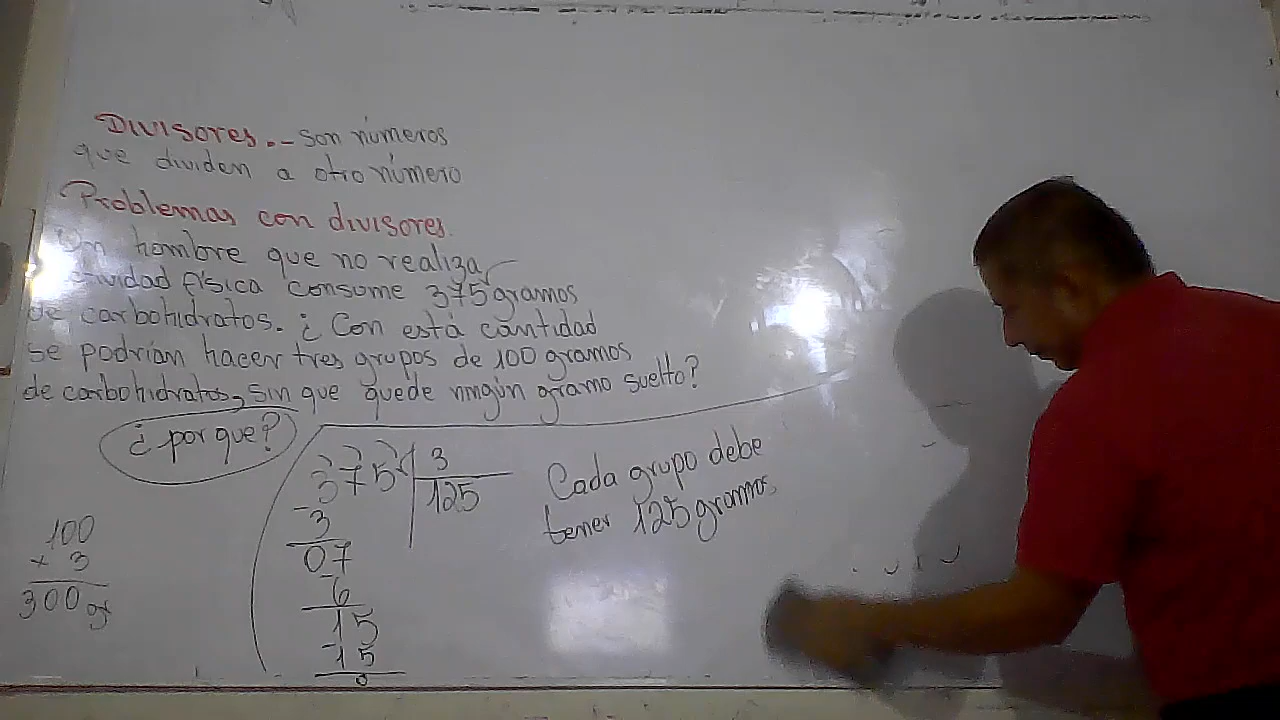 Divisores.- son números
que dividen a otro número
Problemas con divisores.
Un hombre que no realiza
actividad física consume 375 gramos
de carbohidratos. ¿Con está cantidad
se podrían hacer tres grupos de 100 gramos
de carbohidratos, sin que quede ningún gramo suelto?
¿por que?
100
x 3
300 gr
375 3
125
-3
07
-6
15
-15
0
Cada grupo debe
tener 125 gramos